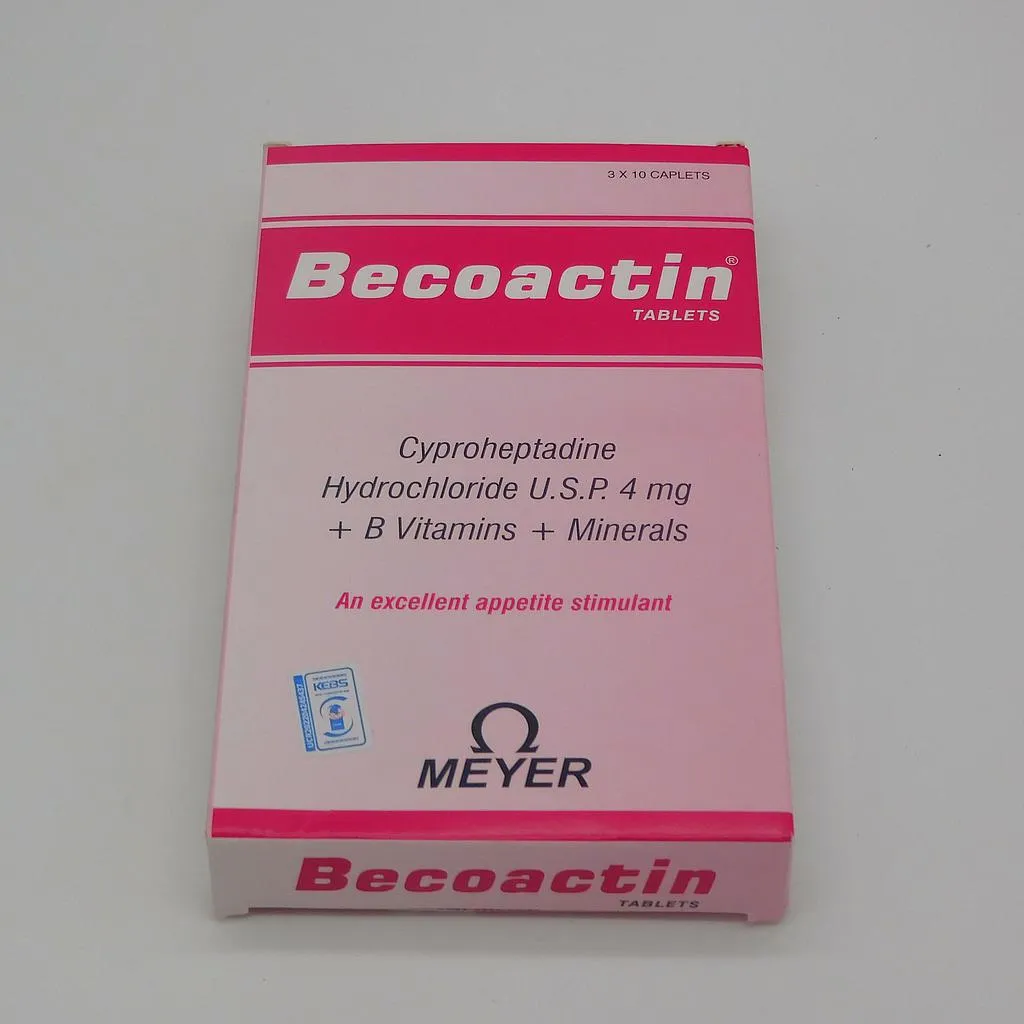 3 X 10 CAPLETS
Becoactin®
TABLETS
Cyproheptadine
Hydrochloride U.S.P. 4 mg
+ B Vitamins + Minerals
An excellent appetite stimulant
KEBS
MEYER
Becoactin
TABLETS